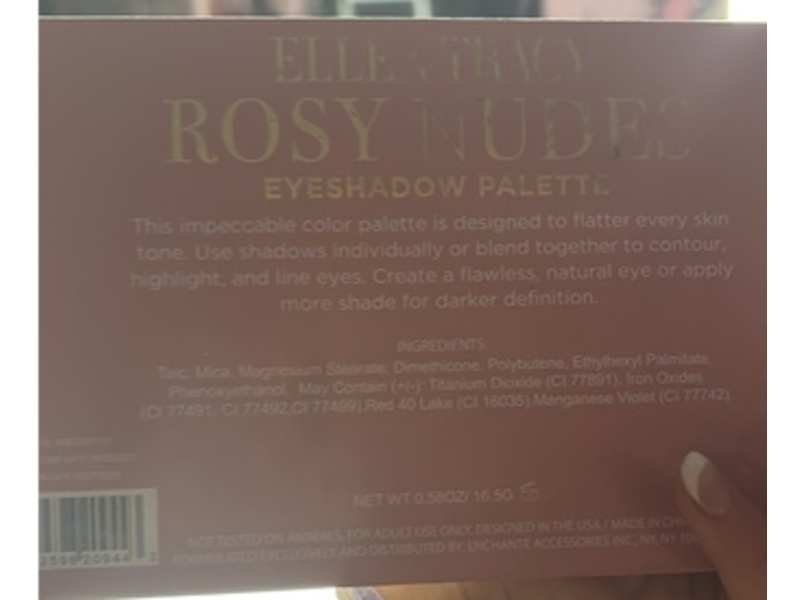 ELLEN TRACY
ROSY NUDES
EYESHADOW PALETTE
This impeccable color palette is designed to flatter every skin
tone. Use shadows individually or blend together to contour,
highlight, and line eyes. Create a flawless, natural eye or apply
more shade for darker definition.
INGREDIENTS:
Talc, Mica, Magnesium Stearate, Dimethicone, Polybutene, Ethylhexyl Palmitate,
Phenoxyethanol, May Contain (+/-): Titanium Dioxide (CI 77891), Iron Oxides
(CI 77491, CI 77492,CI 77499),Red 40 Lake (CI 16035),Manganese Violet (CI 77742).
NET WT 0.58OZ/ 16.5G
NOT TESTED ON ANIMALS. FOR ADULT USE ONLY. DESIGNED IN THE USA / MADE IN
FORMULATED EXCLUSIVELY AND DISTRIBUTED BY: ENCHANTÉ ACCESSORIES INC., NY, NY